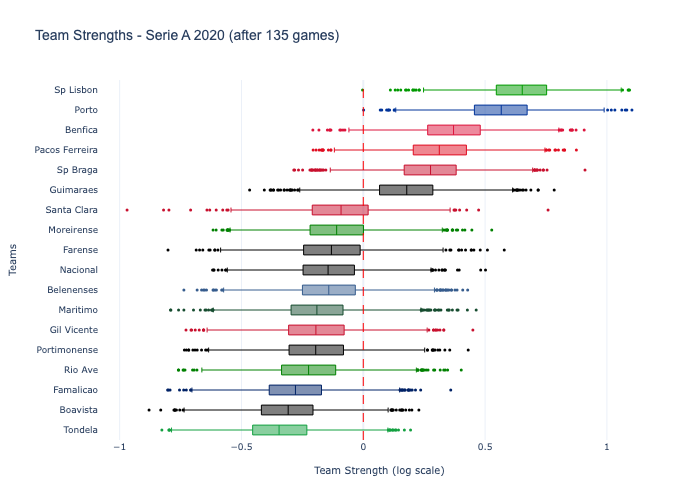 Team Strengths - Serie A 2020 (after 135 games)
Sp Lisbon
Porto
Benfica
Pacos Ferreira
Sp Braga
Guimaraes
Santa Clara
Moreirense
Farense
Nacional
Belenenses
Maritimo
Gil Vicente
Portimonense
Rio Ave
Famalicao
Boavista
Tondela
Teams
−1 −0.5 0 0.5 1
Team Strength (log scale)